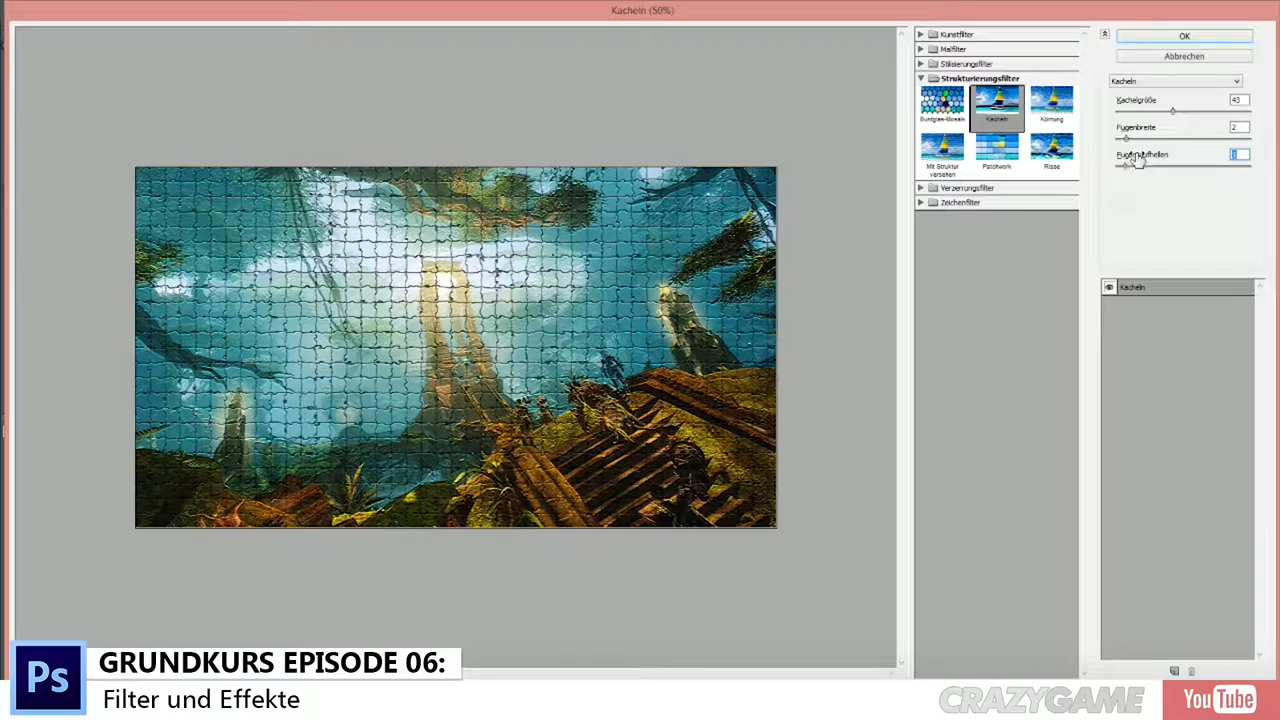 Kacheln (50%)
Kunstfilter
Malfilter
Stilisierungsfilter
Strukturierungsfilter
Buntglas-Mosaik
Kacheln
Körnung
Mit Struktur versehen
Patchwork
Risse
Verzerrungsfilter
Zeichenfilter
OK
Abbrechen
Kacheln
Kachelgröße
43
Fugenbreite
2
Kacheln
Ps
GRUNDKURS EPISODE 06:
Filter und Effekte
CRAZYGAME
YouTube